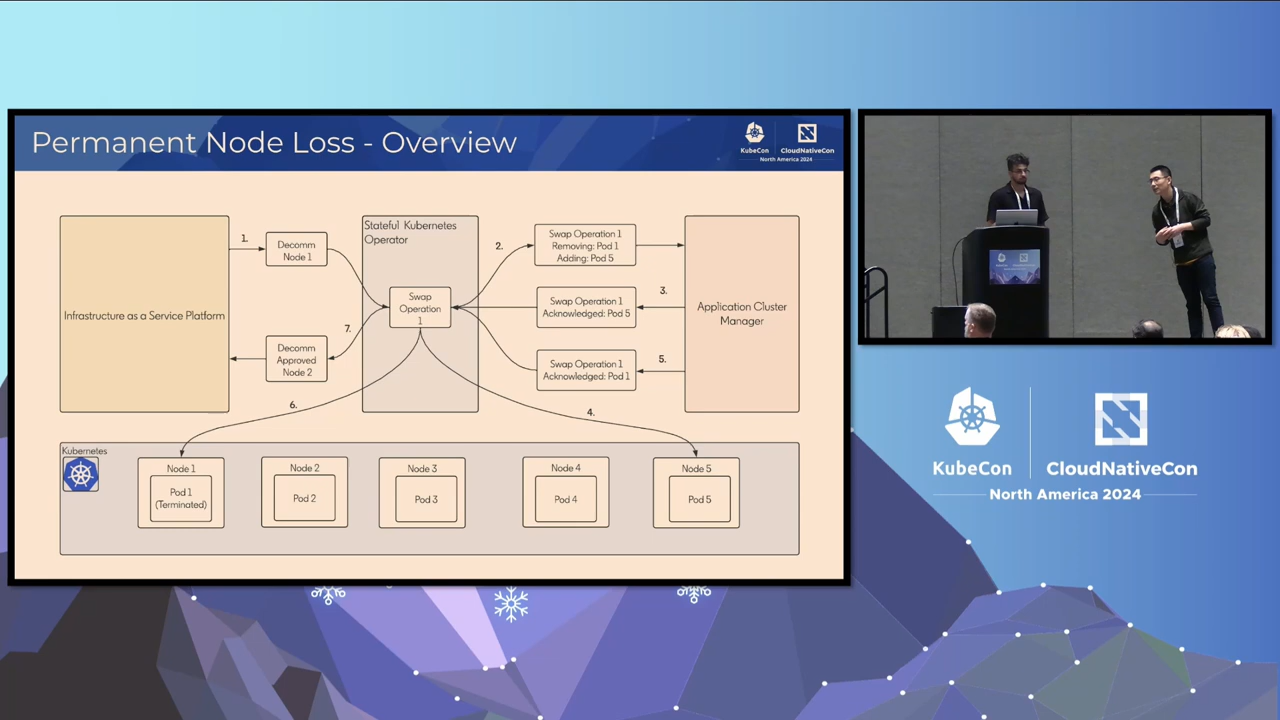 Permanent Node Loss - Overview
KubeCon
CloudNativeCon
North America 2024
Infrastructure as a Service Platform
1.
Decomm
Node 1
7.
Decomm
Approved
Node 2
Stateful Kubernetes
Operator
Swap
Operation
1
2.
Swap Operation 1
Removing: Pod 1
Adding: Pod 5
3.
Swap Operation 1
Acknowledged: Pod 5
5.
Swap Operation 1
Acknowledged: Pod 1
Application Cluster
Manager
6.
4.
Kubernetes
Node 1
Pod 1
(Terminated)
Node 2
Pod 2
Node 3
Pod 3
Node 4
Pod 4
Node 5
Pod 5
KubeCon
CloudNativeCon
North America 2024